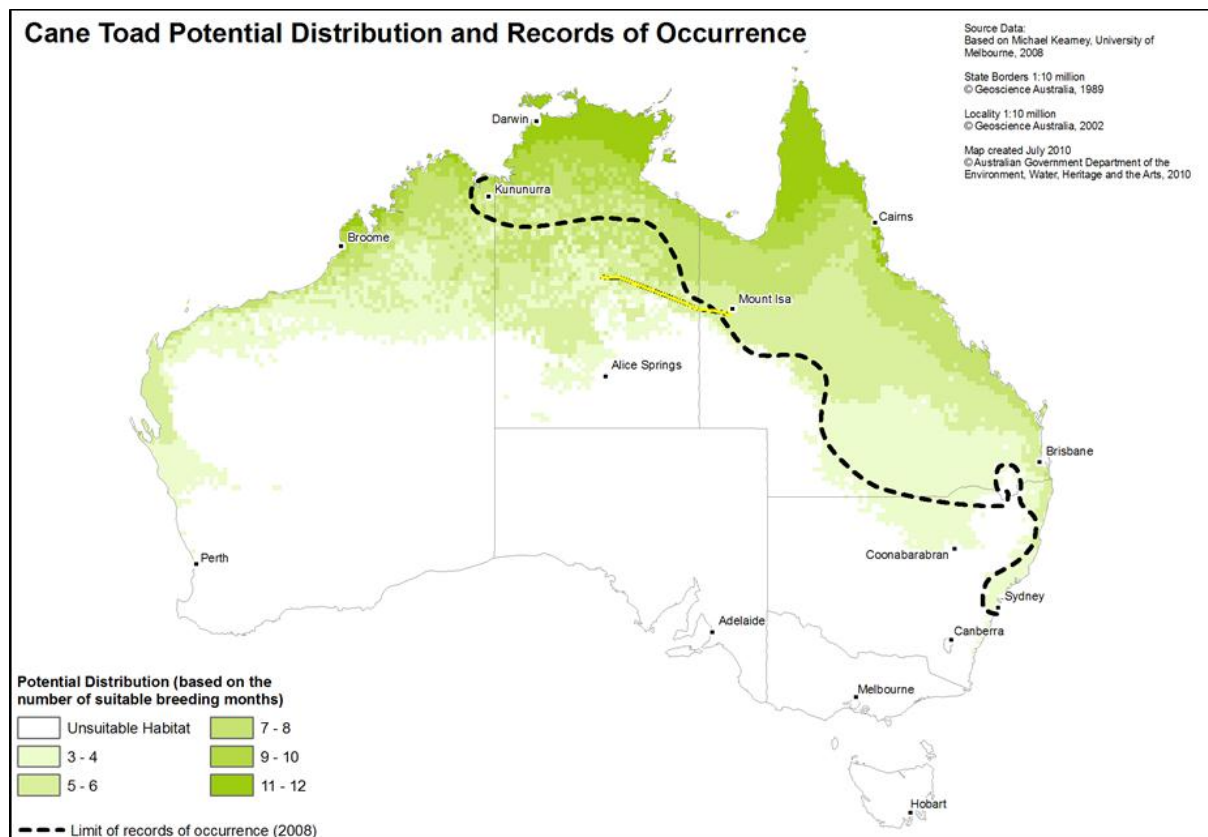 Cane Toad Potential Distribution and Records of Occurrence
Source Data:
Based on Michael Kearney, University of
Melbourne, 2008
State Borders 1:10 million
© Geoscience Australia, 1989
Locality 1:10 million
© Geoscience Australia, 2002
Map created July 2010
© Australian Government Department of the
Environment, Water, Heritage and the Arts, 2010
Darwin
Kununurra
Cairns
Broome
Mount Isa
Alice Springs
Brisbane
Perth
Coonabarabran
Sydney
Adelaide
Canberra
Melbourne
Hobart
Potential Distribution (based on the
number of suitable breeding months)
Unsuitable Habitat
3 - 4
5 - 6
7 - 8
9 - 10
11 - 12
Limit of records of occurrence (2008)